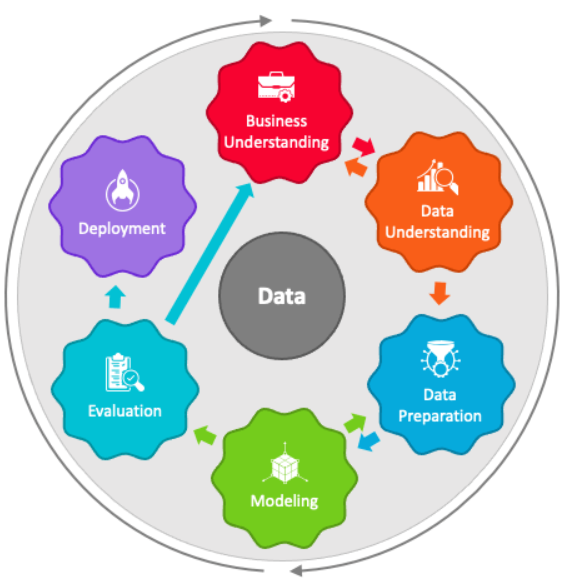 Business
Understanding
Data
Understanding
Deployment
Data
Data
Preparation
Evaluation
Modeling